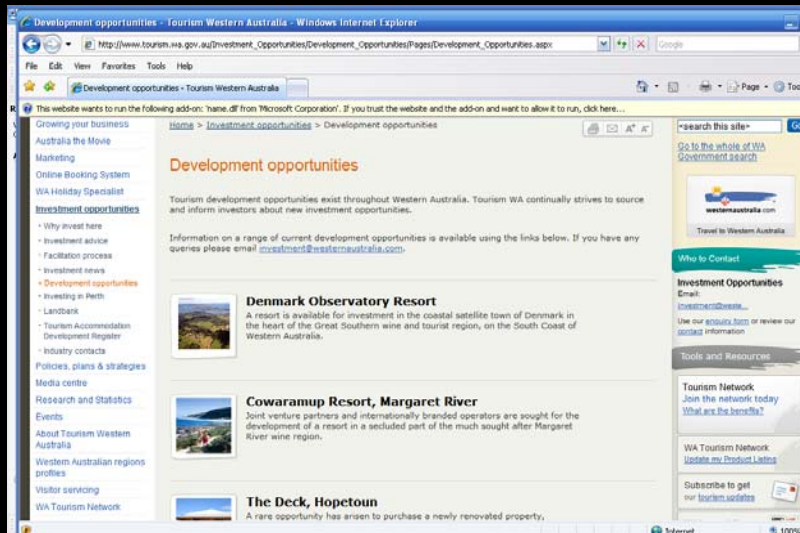 Development opportunities - Tourism Western Australia - Windows Internet Explorer
http://www.tourism.wa.gov.au/Investment_Opportunities/Development_Opportunities/Pages/Development_Opportunities.aspx
Google
File Edit View Favorites Tools Help
Development opportunities - Tourism Western Australia
Page
This website wants to run the following add-on: 'name.dll' from 'Microsoft Corporation'. If you trust the website and the add-on and want to allow it to run, click here...
Growing your business
Australia the Movie
Marketing
Online Booking System
WA Holiday Specialist
Investment opportunities
Why invest here
Investment advice
Facilitation process
Investment news
Development opportunities
Investing in Perth
Landbank
Tourism Accommodation
Development Register
Industry contacts
Policies, plans & strategies
Media centre
Research and Statistics
Events
About Tourism Western
Australia
Western Australian regions
profiles
Visitor servicing
WA Tourism Network
Home > Investment opportunities > Development opportunities
Development opportunities
Tourism development opportunities exist throughout Western Australia. Tourism WA continually strives to source
and inform investors about new investment opportunities.
Information on a range of current development opportunities is available using the links below. If you have any
queries please email investment@westernaustralia.com.
Denmark Observatory Resort
A resort is available for investment in the coastal satellite town of Denmark in
the heart of the Great Southern wine and tourist region, on the South Coast of
Western Australia.
Cowaramup Resort, Margaret River
Joint venture partners and internationally branded operators are sought for the
development of a resort in a secluded part of the much sought after Margaret
River wine region.
The Deck, Hopetoun
A rare opportunity has arisen to purchase a newly renovated property,
<search this site>
Go to the whole of WA
Government search
westernaustralia.com
Travel to Western Australia
Who to Contact
Investment Opportunities
Email:
investment@weste...
Use our enquiry form or review our
contact information
Tools and Resources
Tourism Network
Join the network today
What are the benefits?
WA Tourism Network
Update my Product Listing
Subscribe to get
our tourism updates
Internet
100%